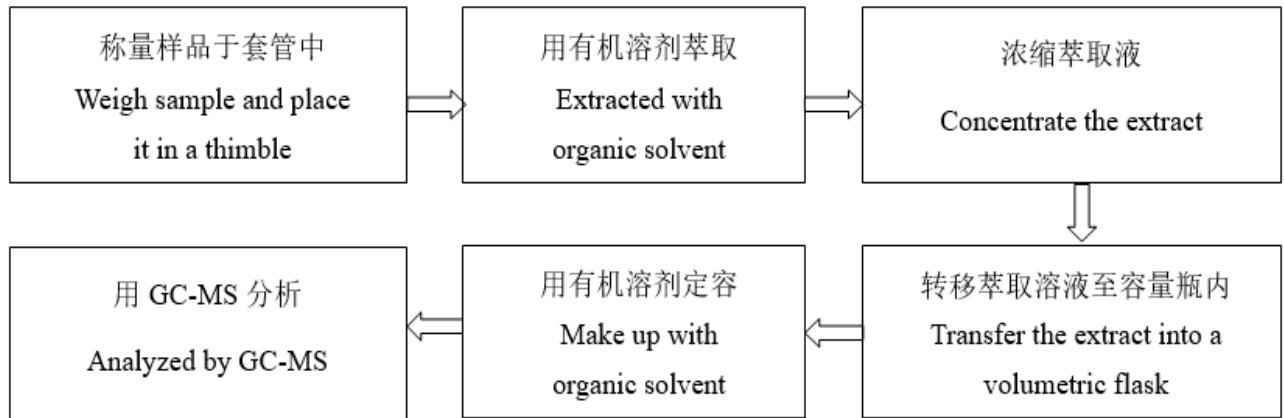 称量样品于套管中
Weigh sample and place
it in a thimble
用有机溶剂萃取
Extracted with
organic solvent
浓缩萃取液
Concentrate the extract
转移萃取溶液至容量瓶内
Transfer the extract into a
volumetric flask
用有机溶剂定容
Make up with
organic solvent
用 GC-MS 分析
Analyzed by GC-MS